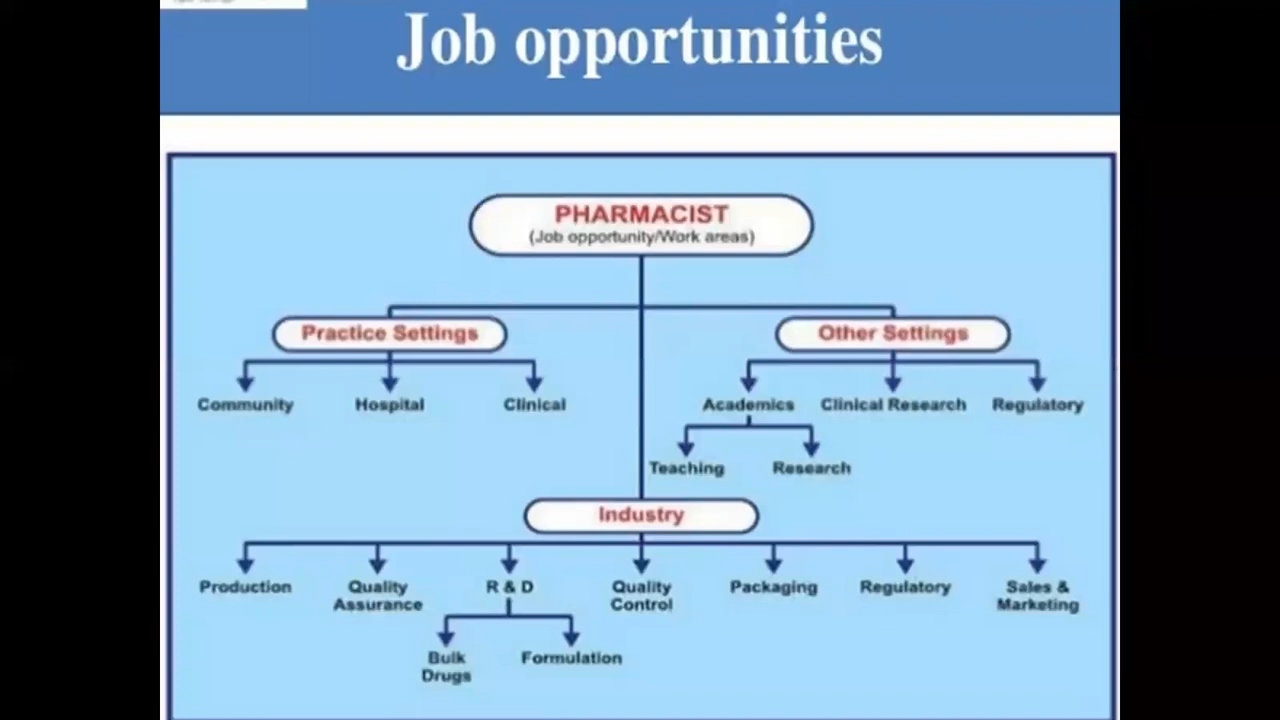 Job opportunities
PHARMACIST
(Job opportunity/Work areas)
Practice Settings
Other Settings
Community
Hospital
Clinical
Academics
Clinical Research
Regulatory
Teaching
Research
Industry
Production
Quality
Assurance
R & D
Quality
Control
Packaging
Regulatory
Sales &
Marketing
Bulk
Drugs
Formulation